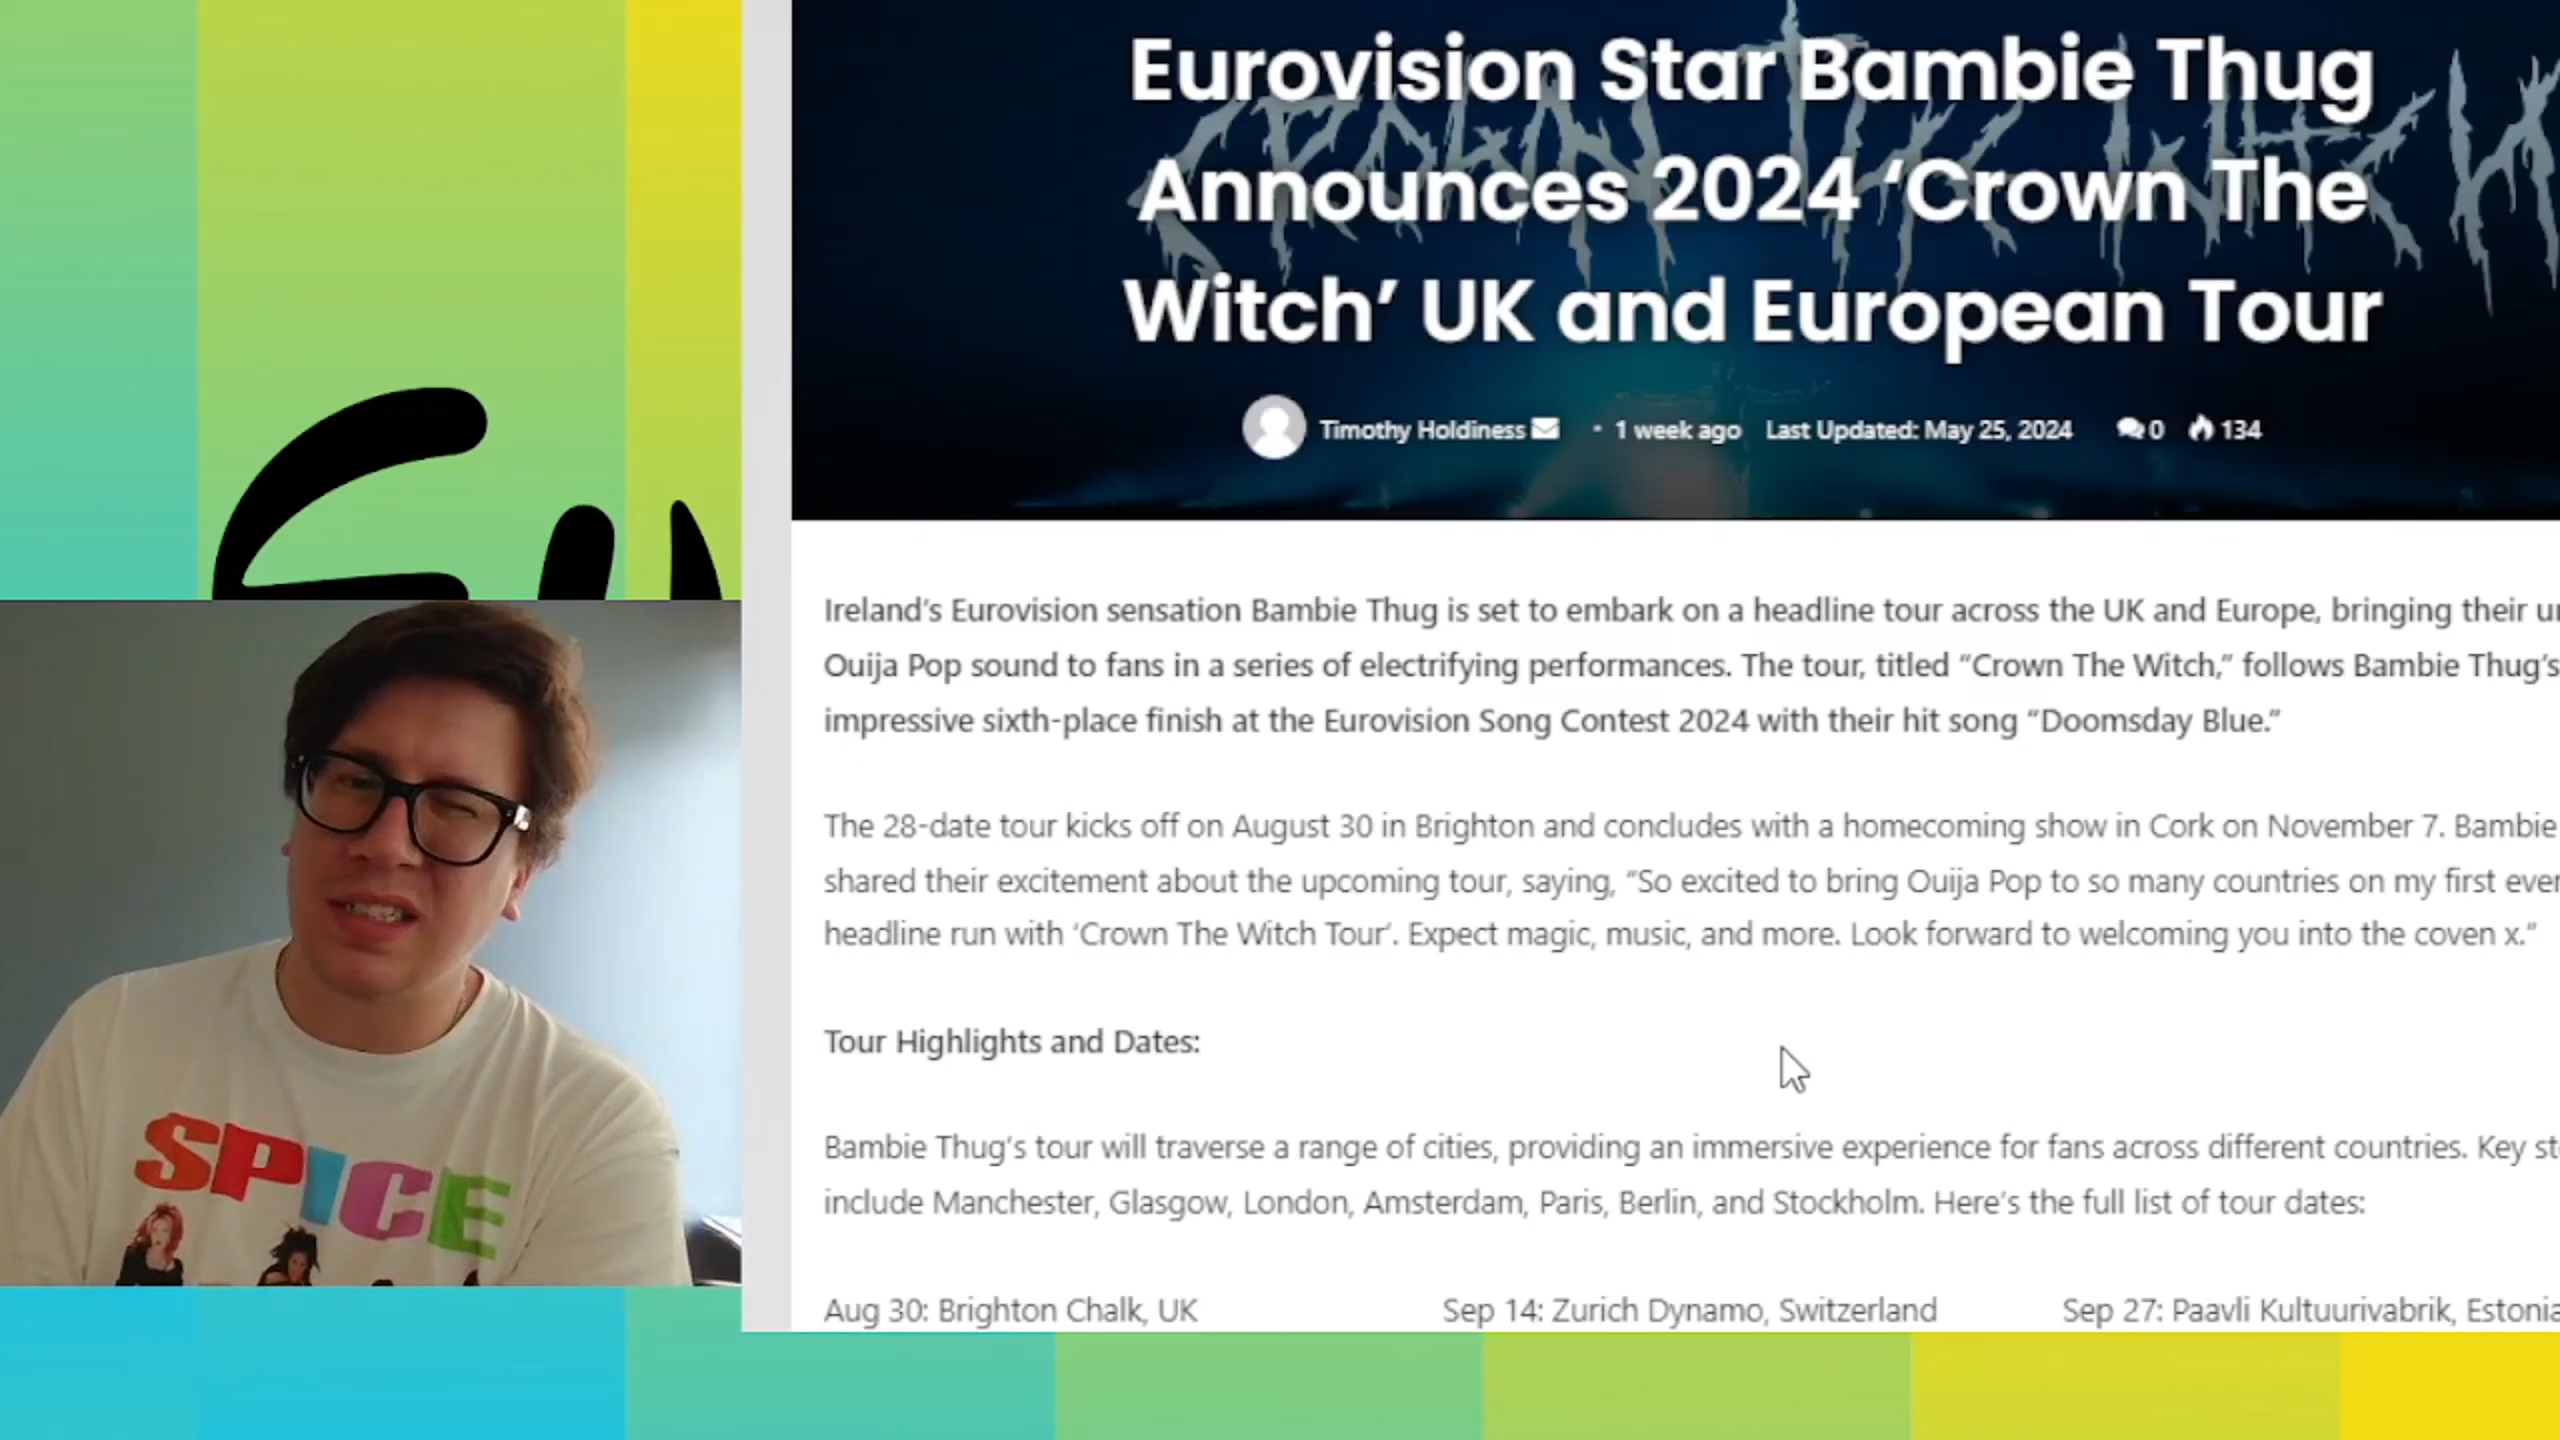 Eurovision Star Bambie Thug
Announces 2024 ‘Crown The
Witch’ UK and European Tour
CROWN THE WITCH
Timothy Holdiness
• 1 week ago
Last Updated: May 25, 2024
0
134
Ireland’s Eurovision sensation Bambie Thug is set to embark on a headline tour across the UK and Europe, bringing their
Ouija Pop sound to fans in a series of electrifying performances. The tour, titled “Crown The Witch,” follows Bambie Thug’s
impressive sixth-place finish at the Eurovision Song Contest 2024 with their hit song “Doomsday Blue.”
The 28-date tour kicks off on August 30 in Brighton and concludes with a homecoming show in Cork on November 7. Bambie
shared their excitement about the upcoming tour, saying, “So excited to bring Ouija Pop to so many countries on my first ever
headline run with ‘Crown The Witch Tour’. Expect magic, music, and more. Look forward to welcoming you into the coven x.”
Tour Highlights and Dates:
Bambie Thug’s tour will traverse a range of cities, providing an immersive experience for fans across different countries. Key
include Manchester, Glasgow, London, Amsterdam, Paris, Berlin, and Stockholm. Here’s the full list of tour dates:
Aug 30: Brighton Chalk, UK
Sep 14: Zurich Dynamo, Switzerland
Sep 27: Paavli Kultuurivabrik, Estonia
SPICE